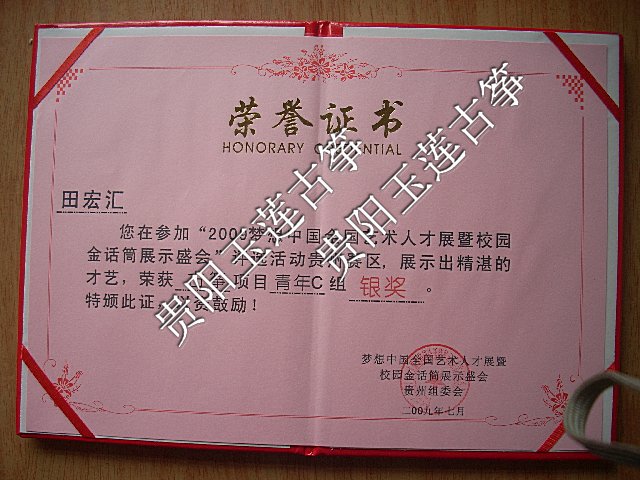 荣誉证书
HONORARY CREDENTIAL
田宏汇
您在参加“2009梦想中国全国艺术人才展暨校园
金话筒展示盛会”评选活动贵州赛区,展示出精湛的
才艺,荣获 古筝 项目 青年C 组 银奖 。
特颁此证,以资鼓励!
梦想中国全国艺术人才展暨
校园金话筒展示盛会
贵州组委会
二〇〇九年七月
贵阳玉莲古筝
贵阳玉莲古筝